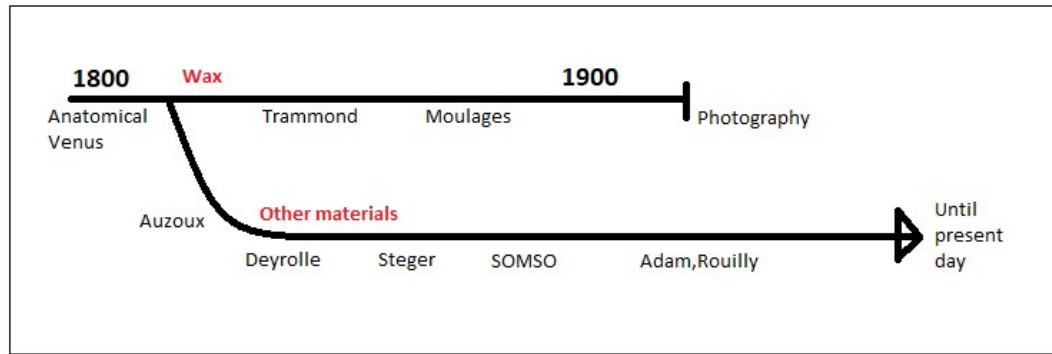 1800 Wax 1900
Anatomical Venus
Trammond
Moulages
Photography
Auzoux
Other materials
Deyrolle
Steger
SOMSO
Adam,Rouilly
Until
present
day